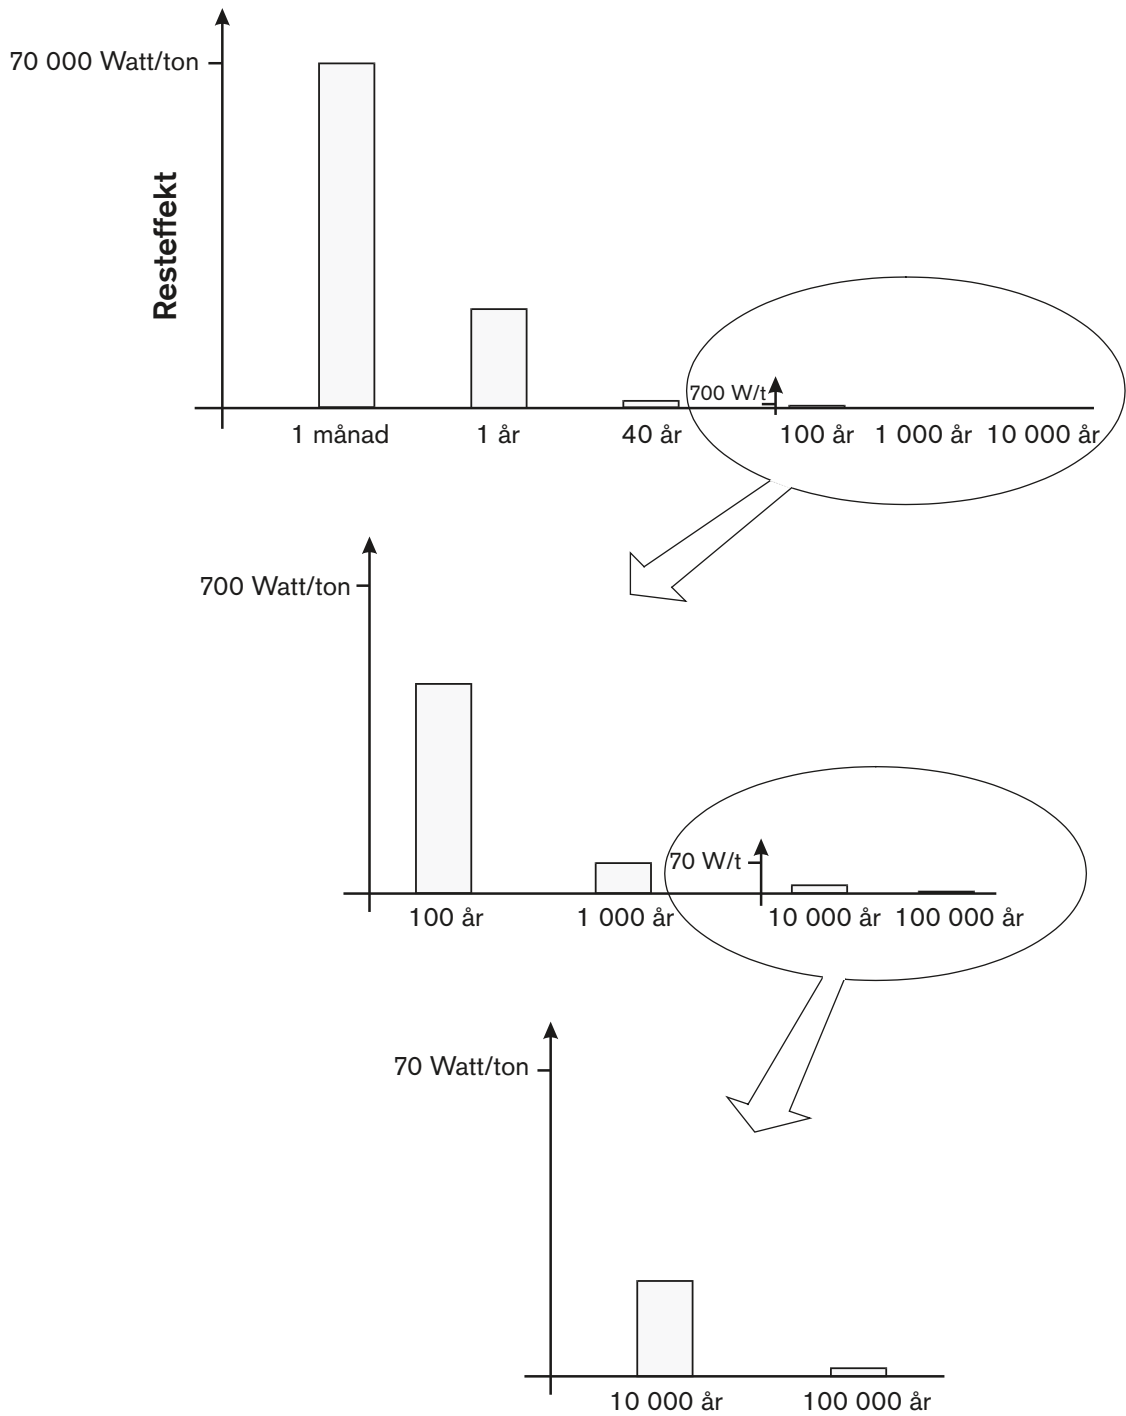 70 000 Watt/ton
Resteffekt
700 W/t
1 månad 1 år 40 år 100 år 1 000 år 10 000 år
700 Watt/ton
70 W/t
100 år 1 000 år 10 000 år 100 000 år
70 Watt/ton
10 000 år 100 000 år